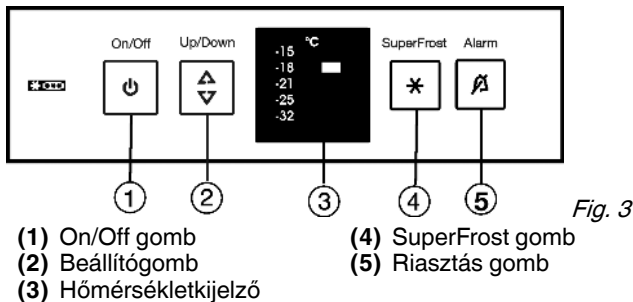 On/Off Up/Down °C SuperFrost Alarm
-15
-18
-21
-25
-32
1 2 3 4 5
Fig. 3
(1) On/Off gomb
(2) Beállítógomb
(3) Hőmérsékletkijelző
(4) SuperFrost gomb
(5) Riasztás gomb